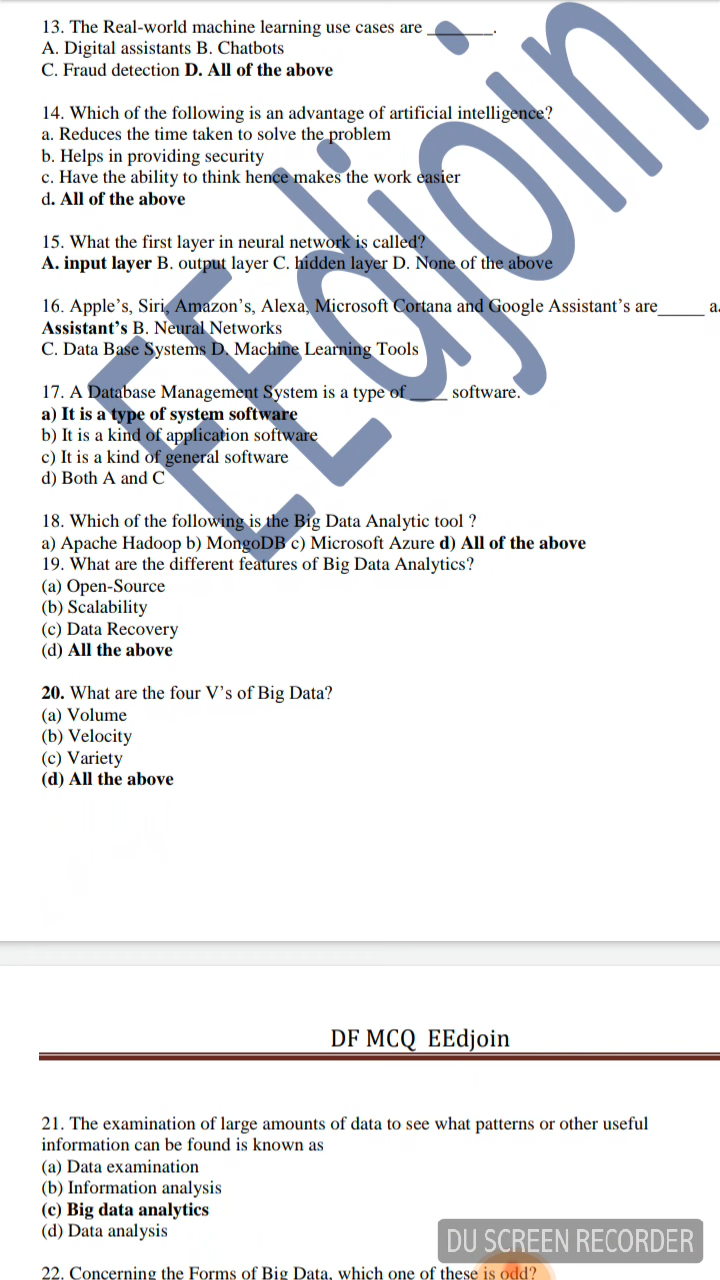 13. The Real-world machine learning use cases are ______.
A. Digital assistants B. Chatbots
C. Fraud detection D. All of the above
14. Which of the following is an advantage of artificial intelligence?
a. Reduces the time taken to solve the problem
b. Helps in providing security
c. Have the ability to think hence makes the work easier
d. All of the above
15. What the first layer in neural network is called?
A. input layer B. output layer C. hidden layer D. None of the above
16. Apple's, Siri, Amazon's, Alexa, Microsoft Cortana and Google Assistant's are_____ a.
Assistant's B. Neural Networks
C. Data Base Systems D. Machine Learning Tools
17. A Database Management System is a type of ____ software.
a) It is a type of system software
b) It is a kind of application software
c) It is a kind of general software
d) Both A and C
18. Which of the following is the Big Data Analytic tool ?
a) Apache Hadoop b) MongoDB c) Microsoft Azure d) All of the above
19. What are the different features of Big Data Analytics?
(a) Open-Source
(b) Scalability
(c) Data Recovery
(d) All the above
20. What are the four V's of Big Data?
(a) Volume
(b) Velocity
(c) Variety
(d) All the above
EEdjoin
DF MCQ EEdjoin
21. The examination of large amounts of data to see what patterns or other useful
information can be found is known as
(a) Data examination
(b) Information analysis
(c) Big data analytics
(d) Data analysis
DU SCREEN RECORDER
22. Concerning the Forms of Big Data, which one of these is odd?